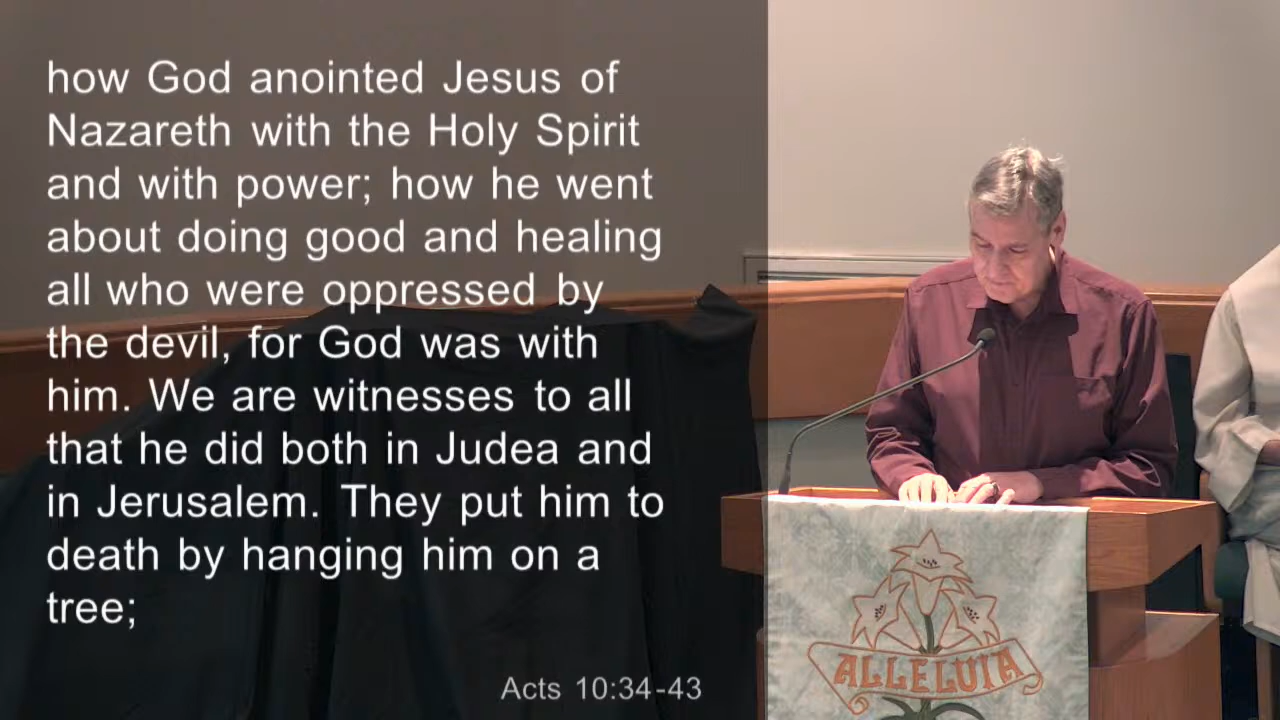 how God anointed Jesus of
Nazareth with the Holy Spirit
and with power; how he went
about doing good and healing
all who were oppressed by
the devil, for God was with
him. We are witnesses to all
that he did both in Judea and
in Jerusalem. They put him to
death by hanging him on a
tree;
Acts 10:34-43
ALLELUIA